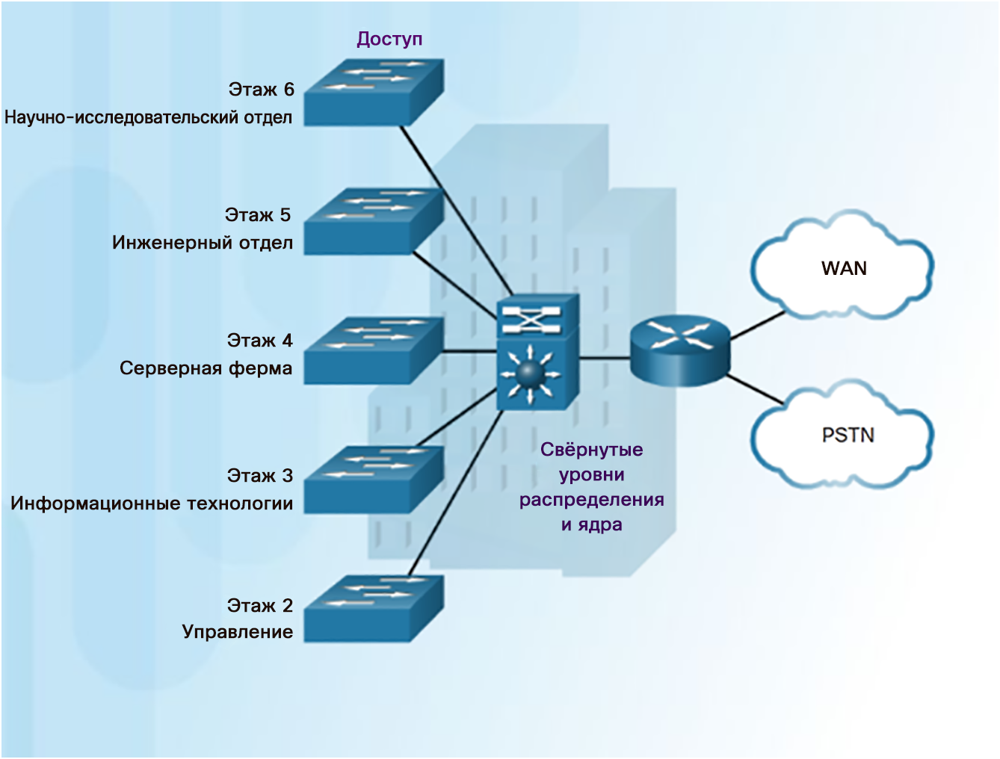 Доступ
Этаж 6
Научно-исследовательский отдел
Этаж 5
Инженерный отдел
Этаж 4
Серверная ферма
Этаж 3
Информационные технологии
Этаж 2
Управление
Свёрнутые
уровни
распределения
и ядра
WAN
PSTN